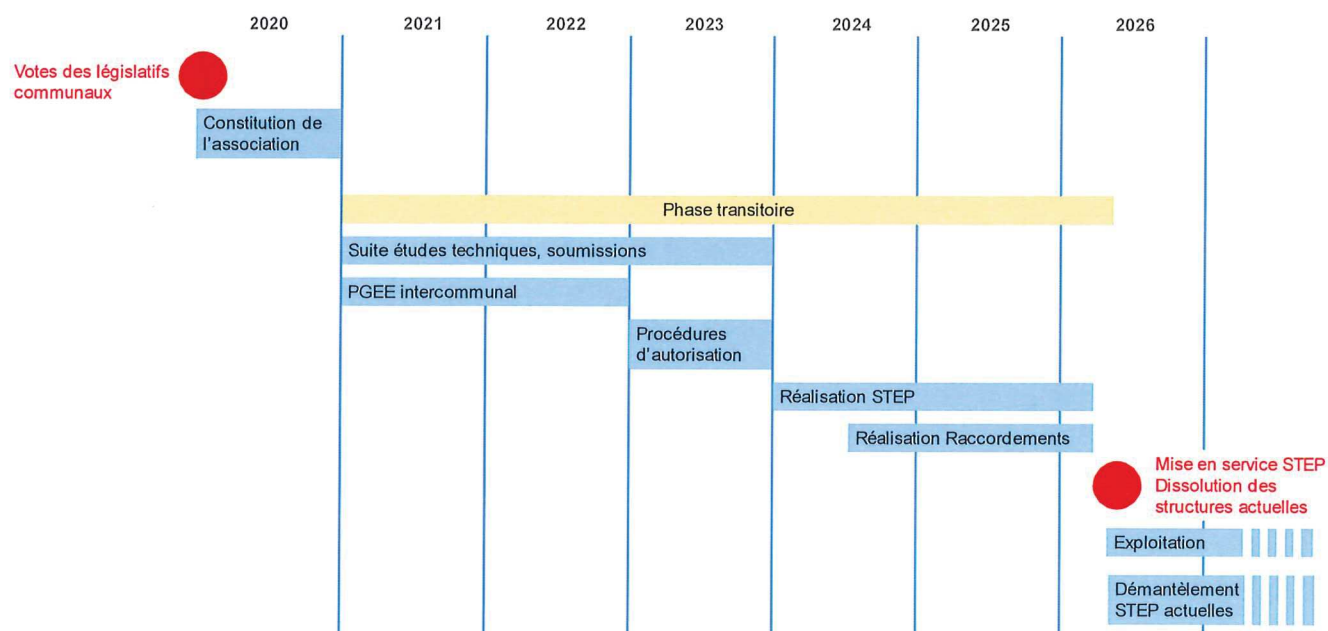 2020 2021 2022 2023 2024 2025 2026
Votes des législatifs
communaux
Constitution de
l'association
Phase transitoire
Suite études techniques, soumissions
PGEE intercommunal
Procédures
d'autorisation
Réalisation STEP
Réalisation Raccordements
Mise en service STEP
Dissolution des
structures actuelles
Exploitation
Démantèlement
STEP actuelles